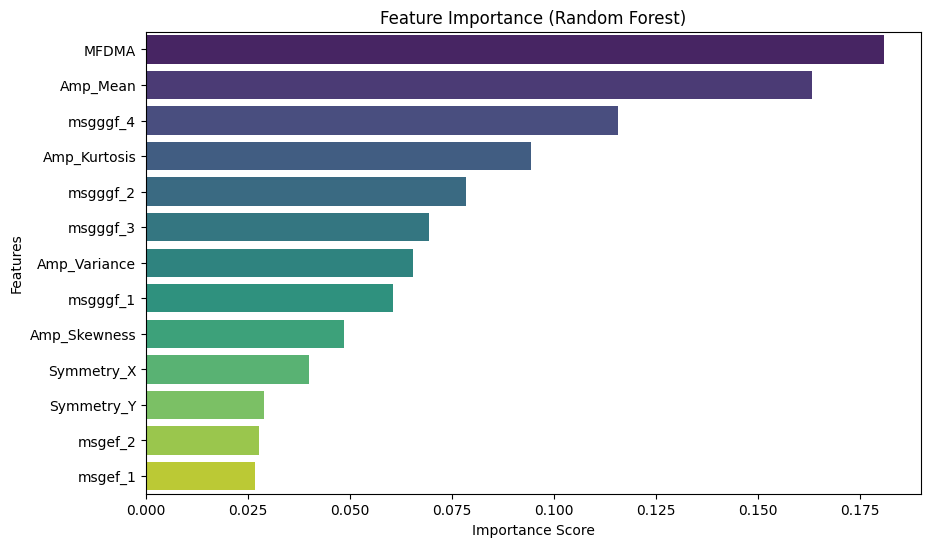 Feature Importance (Random Forest)
MFDMA
Amp_Mean
msgggf_4
Amp_Kurtosis
msgggf_2
msgggf_3
Amp_Variance
msgggf_1
Amp_Skewness
Symmetry_X
Symmetry_Y
msgef_2
msgef_1
Features
0.000 0.025 0.050 0.075 0.100 0.125 0.150 0.175
Importance Score